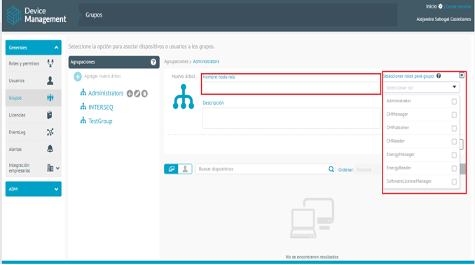 Device
Management
Grupos
Inicio
Cerrar sesión
Alejandra Sabogal Castellanos
Generales
Roles y permisos
Usuarios
Grupos
Licencias
EventLog
Alertas
Integración
empresarial
ADM
Seleccione la opción para asociar dispositivos o usuarios a los grupos.
Agrupaciones
Agregar nuevo árbol
Administrators
INTERSEQ
TestGroup
Agrupaciones / Administrators
Nuevo árbol
Nombre nodo raíz
Descripción
Seleccionar roles para grupo
Seleccionar rol
Administrator
CMManager
CMPublisher
CMReader
EnergyManager
EnergyReader
SoftwareLicenseManager
Buscar dispositivos
Ordenar:
No se encontraron resultados